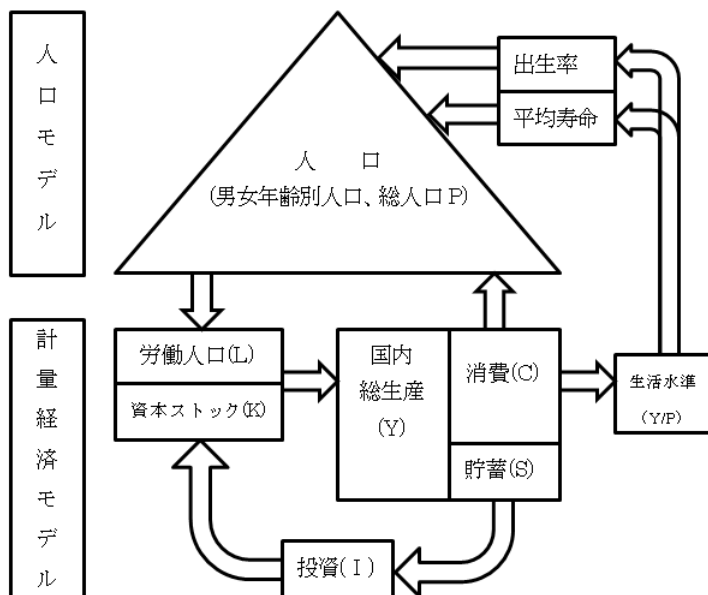 人口モデル
出生率
平均寿命
人 口
(男女年齢別人口、総人口P)
計量経済モデル
労働人口(L)
資本ストック(K)
国内
総生産
(Y)
消費(C)
貯蓄(S)
生活水準
(Y/P)
投資(I)